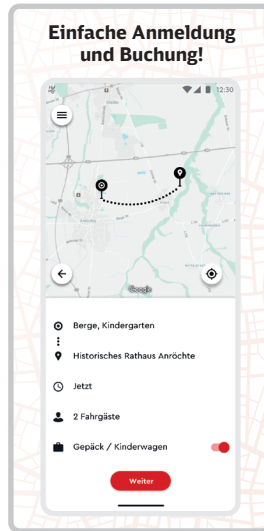 Einfache Anmeldung
und Buchung!
12:30
Google
Berge, Kindergarten
Historisches Rathaus Anröchte
Jetzt
2 Fahrgäste
Gepäck / Kinderwagen
Weiter